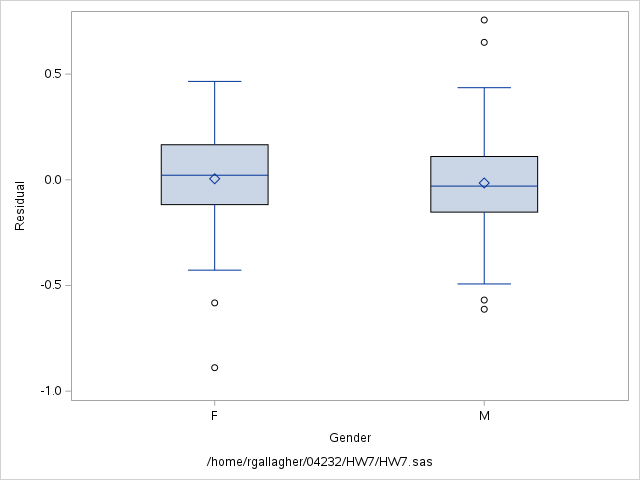 0.5
0.0
-0.5
-1.0
Residual
F
M
Gender
/home/rgallagher/04232/HW7/HW7.sas